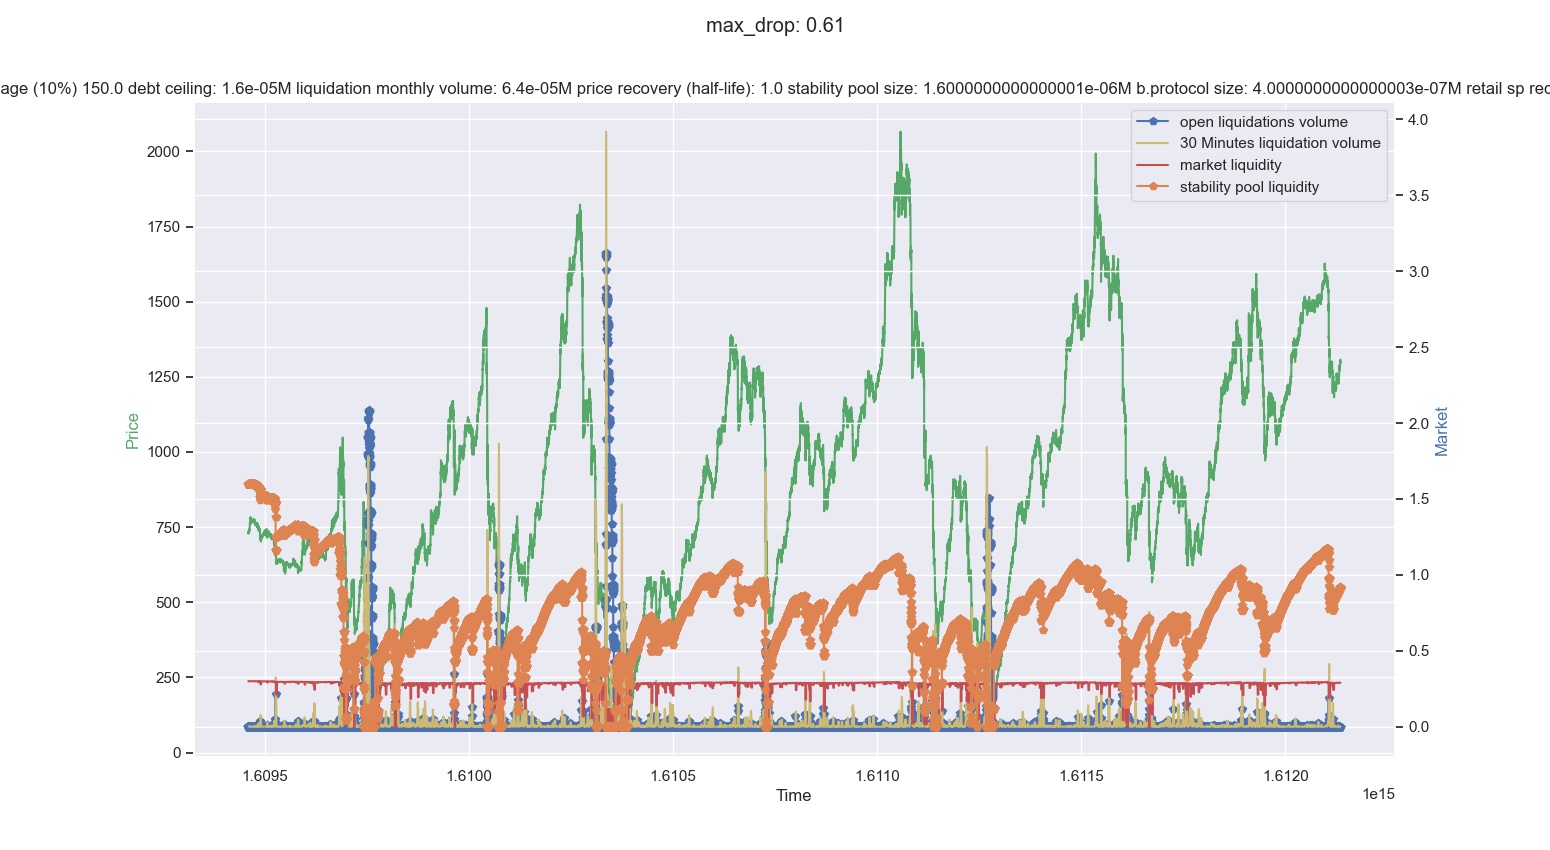 max_drop: 0.61
age (10%) 150.0 debt ceiling: 1.6e-05M liquidation monthly volume: 6.4e-05M price recovery (half-life): 1.0 stability pool size: 1.6000000000000001e-06M b.protocol size: 4.0000000000000003e-07M retail sp rec
open liquidations volume
30 Minutes liquidation volume
market liquidity
stability pool liquidity
2000
1750
1500
1250
1000
750
500
250
0
Price
4.0
3.5
3.0
2.5
2.0
1.5
1.0
0.5
0.0
Market
1.6095
1.6100
1.6105
1.6110
1.6115
1.6120
1e15
Time